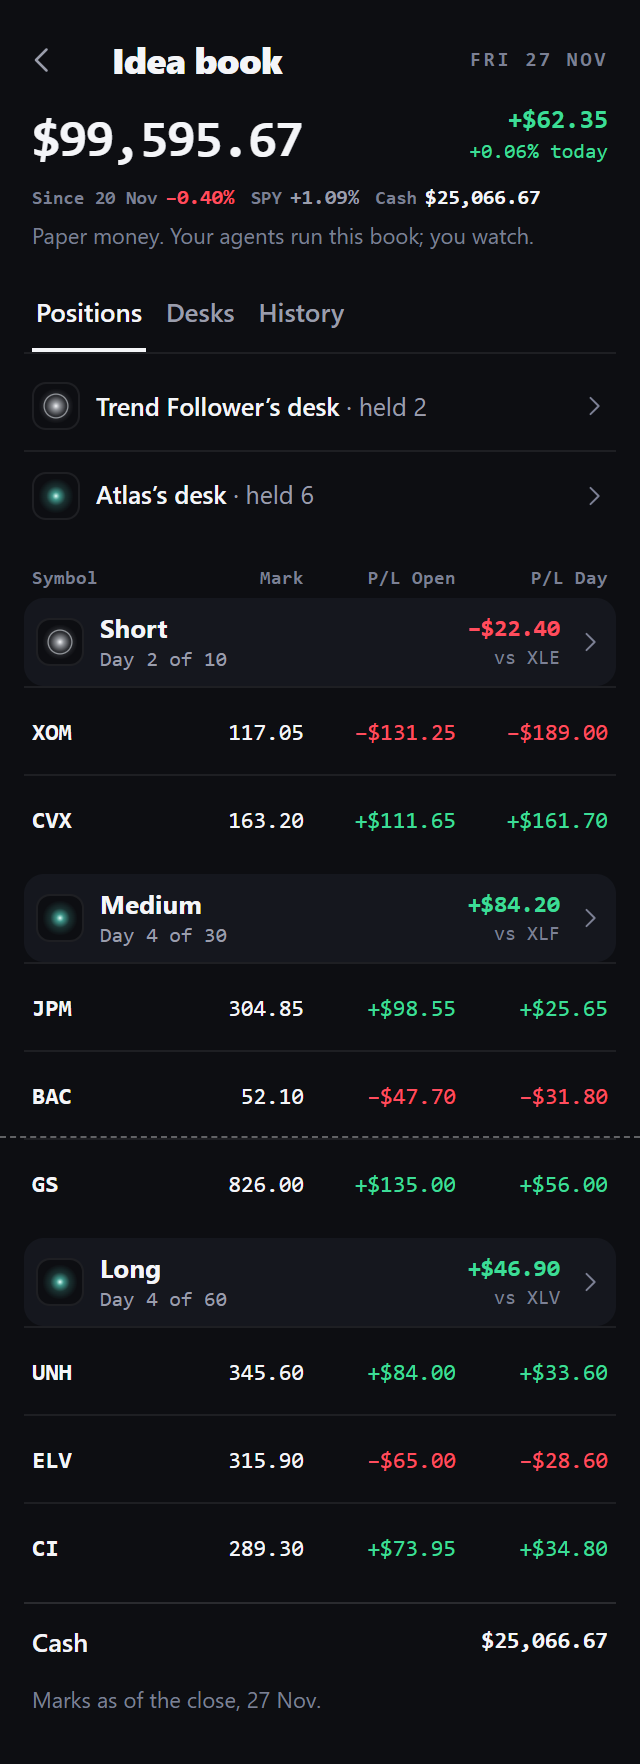 Idea book
FRI 27 NOV
$99,595.67
+$62.35
+0.06% today
Since 20 Nov −0.40% SPY +1.09% Cash $25,066.67
Paper money. Your agents run this book; you watch.
Positions Desks History
Trend Follower’s desk · held 2
Atlas’s desk · held 6
Symbol Mark P/L Open P/L Day
Short −$22.40
Day 2 of 10 vs XLE
XOM 117.05 −$131.25 −$189.00
CVX 163.20 +$111.65 +$161.70
Medium +$84.20
Day 4 of 30 vs XLF
JPM 304.85 +$98.55 +$25.65
BAC 52.10 −$47.70 −$31.80
GS 826.00 +$135.00 +$56.00
Long +$46.90
Day 4 of 60 vs XLV
UNH 345.60 +$84.00 +$33.60
ELV 315.90 −$65.00 −$28.60
CI 289.30 +$73.95 +$34.80
Cash $25,066.67
Marks as of the close, 27 Nov.